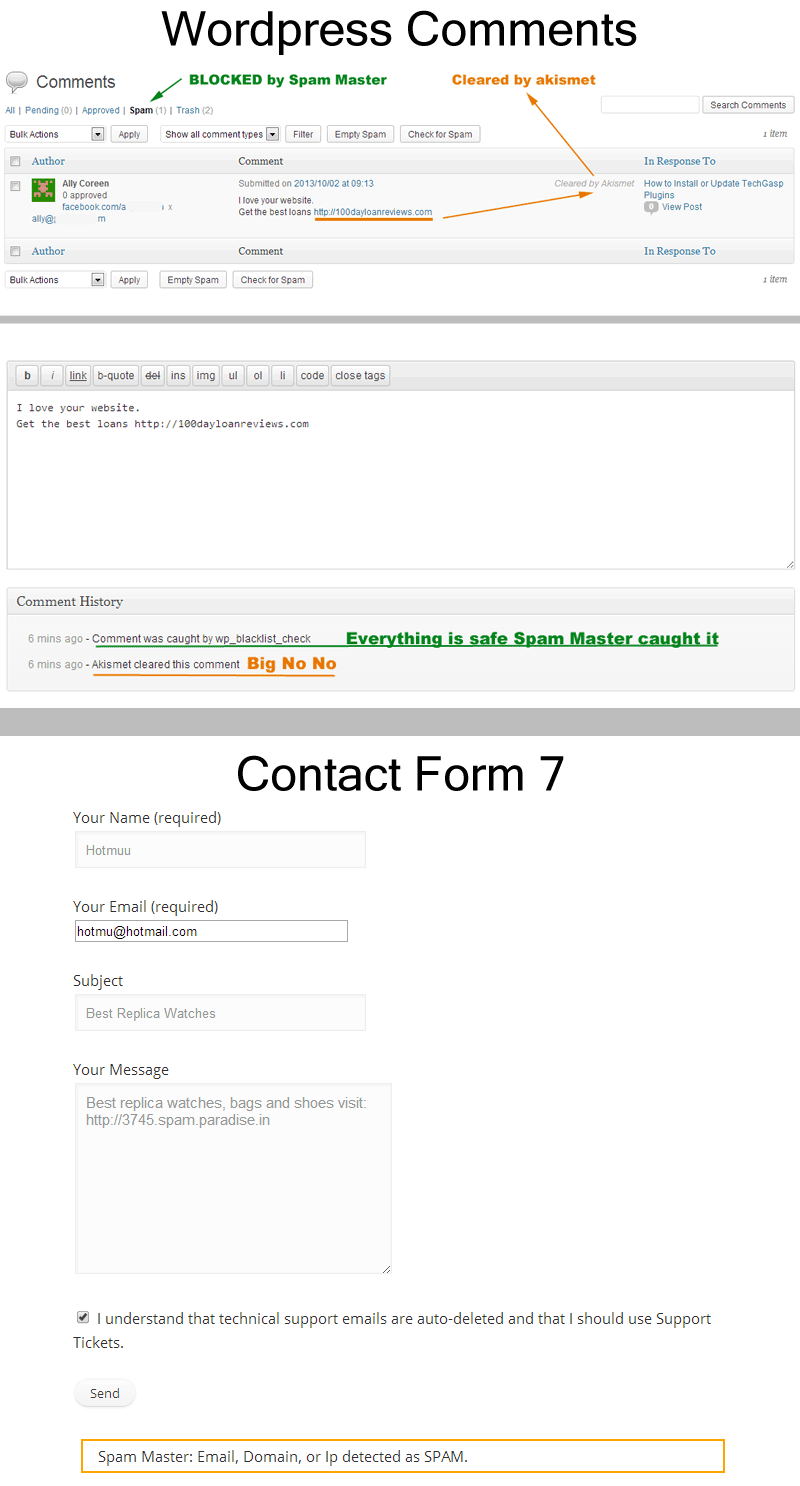 Wordpress Comments
Comments
BLOCKED by Spam Master
Cleared by akismet
All | Pending (0) | Approved | Spam (1) | Trash (2)
Search Comments
Bulk Actions Apply Show all comment types Filter Empty Spam Check for Spam 1 item
Author Comment In Response To
Ally Coreen
0 approved
facebook.com/a x
ally@ m
Submitted on 2013/10/02 at 09:13
I love your website.
Get the best loans http://100dayloanreviews.com
Cleared by Akismet
How to Install or Update TechGasp
Plugins
0 View Post
Author Comment In Response To
Bulk Actions Apply Empty Spam Check for Spam 1 item
b i link b-quote del ins img ul ol li code close tags
I love your website.
Get the best loans http://100dayloanreviews.com
Comment History
6 mins ago - Comment was caught by wp_blacklist_check Everything is safe Spam Master caught it
6 mins ago - Akismet cleared this comment Big No No
Contact Form 7
Your Name (required)
Hotmuu
Your Email (required)
hotmu@hotmail.com
Subject
Best Replica Watches
Your Message
Best replica watches, bags and shoes visit:
http://3745.spam.paradise.in
I understand that technical support emails are auto-deleted and that I should use Support
Tickets.
Send
Spam Master: Email, Domain, or Ip detected as SPAM.